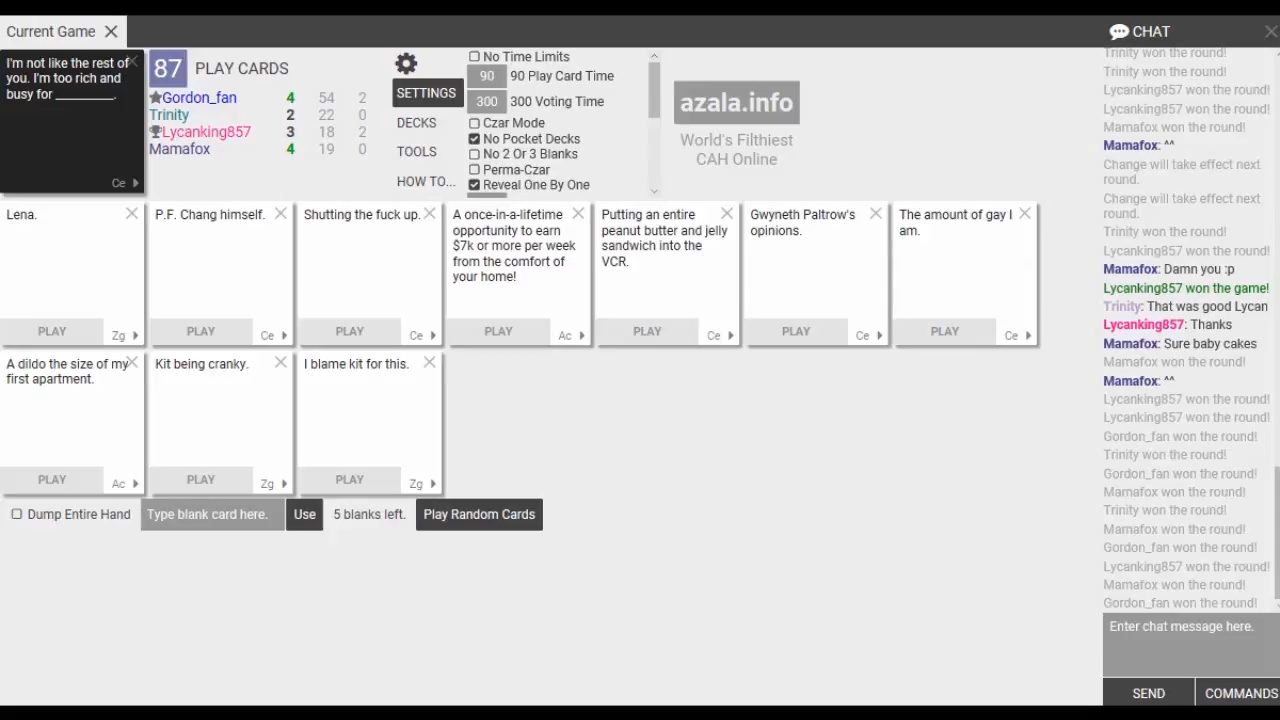 Current Game
CHAT
I'm not like the rest of
you. I'm too rich and
busy for __________.
Ce
87 PLAY CARDS
Gordon_fan 4 54 2
Trinity 2 22 0
Lycanking857 3 18 2
Mamafox 4 19 0
SETTINGS
DECKS
TOOLS
HOW TO...
No Time Limits
90 90 Play Card Time
300 300 Voting Time
Czar Mode
No Pocket Decks
No 2 Or 3 Blanks
Perma-Czar
Reveal One By One
azala.info
World's Filthiest
CAH Online
Lena.
PLAY
Zg
P.F. Chang himself.
PLAY
Ce
Shutting the fuck up.
PLAY
Ce
A once-in-a-lifetime
opportunity to earn
$7k or more per week
from the comfort of
your home!
PLAY
Ac
Putting an entire
peanut butter and jelly
sandwich into the
VCR.
PLAY
Ce
Gwyneth Paltrow's
opinions.
PLAY
Ce
The amount of gay I
am.
PLAY
Ce
A dildo the size of my
first apartment.
PLAY
Ac
Kit being cranky.
PLAY
Zg
I blame kit for this.
PLAY
Zg
Dump Entire Hand
Type blank card here.
Use
5 blanks left.
Play Random Cards
Trinity won the round!
Trinity won the round!
Lycanking857 won the round!
Lycanking857 won the round!
Mamafox won the round!
Mamafox: ^^
Change will take effect next
round.
Change will take effect next
round.
Trinity won the round!
Lycanking857 won the round!
Mamafox: Damn you :p
Lycanking857 won the game!
Trinity: That was good Lycan
Lycanking857: Thanks
Mamafox: Sure baby cakes
Mamafox won the round!
Mamafox: ^^
Lycanking857 won the round!
Lycanking857 won the round!
Gordon_fan won the round!
Trinity won the round!
Gordon_fan won the round!
Mamafox won the round!
Trinity won the round!
Mamafox won the round!
Gordon_fan won the round!
Lycanking857 won the round!
Mamafox won the round!
Gordon_fan won the round!
Enter chat message here.
SEND
COMMANDS